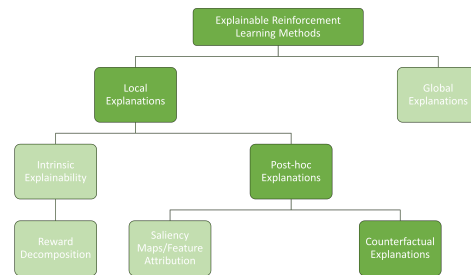 Explainable Reinforcement
Learning Methods
Local
Explanations
Global
Explanations
Intrinsic
Explainability
Post-hoc
Explanations
Reward
Decomposition
Saliency
Maps/Feature
Attribution
Counterfactual
Explanations